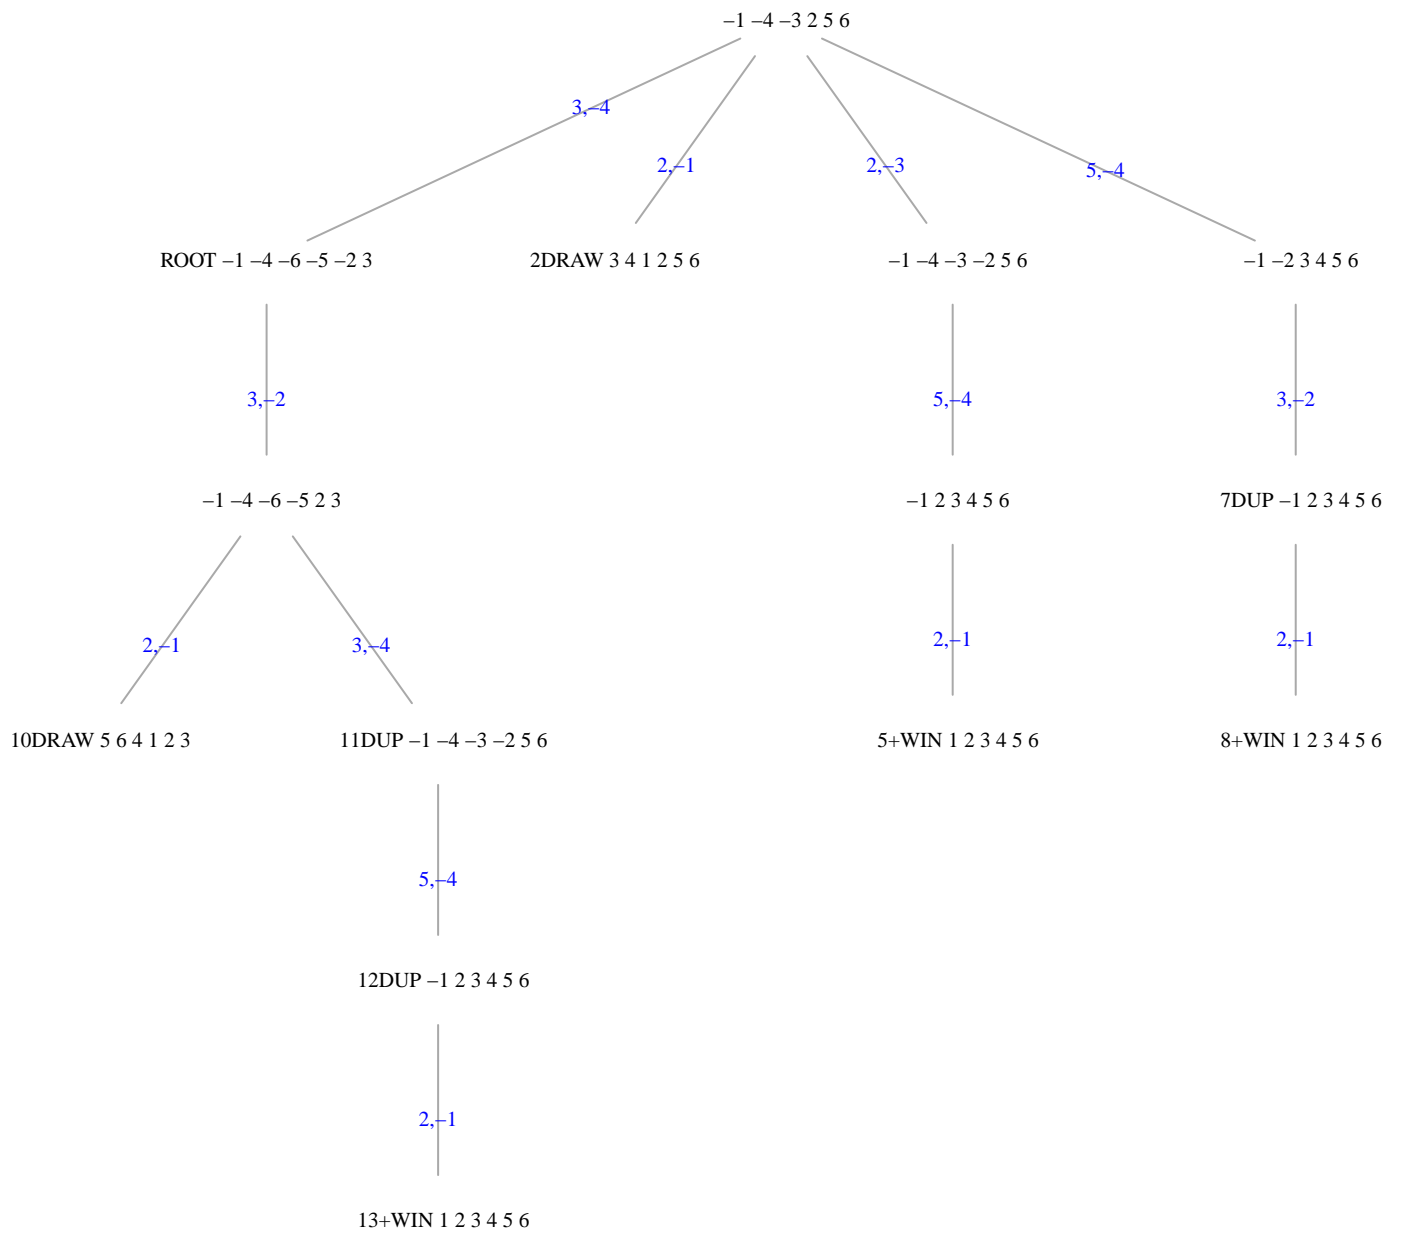 –1 –4 –3 2 5 6
3,–4
2,–1
2,–3
5,–4
ROOT –1 –4 –6 –5 –2 3
2DRAW 3 4 1 2 5 6
–1 –4 –3 –2 5 6
–1 –2 3 4 5 6
3,–2
5,–4
3,–2
–1 –4 –6 –5 2 3
–1 2 3 4 5 6
7DUP –1 2 3 4 5 6
2,–1
3,–4
2,–1
2,–1
10DRAW 5 6 4 1 2 3
11DUP –1 –4 –3 –2 5 6
5+WIN 1 2 3 4 5 6
8+WIN 1 2 3 4 5 6
5,–4
12DUP –1 2 3 4 5 6
2,–1
13+WIN 1 2 3 4 5 6